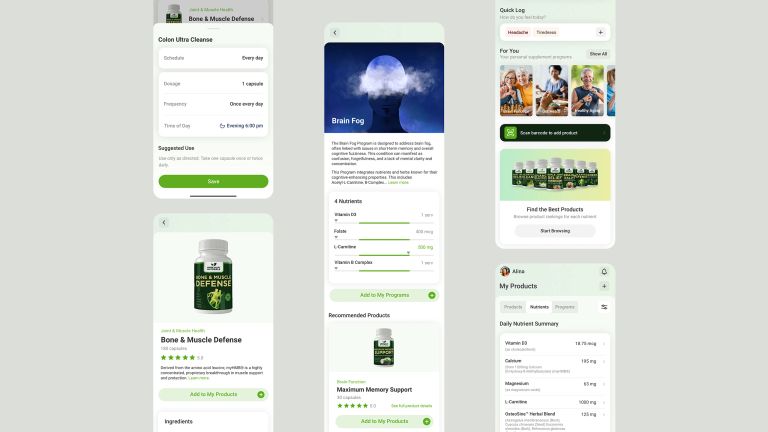 Joint & Muscle Health
Bone & Muscle Defense
Colon Ultra Cleanse
Schedule
Every day
Dosage
1 capsule
Frequency
Once every day
Time of Day
Evening 6:00 pm
Suggested Use
Use only as directed. Take one capsule once or twice
daily.
Save
BONE & MUSCLE
DEFENSE
Joint & Muscle Health
Bone & Muscle Defense
180 capsules
5.0
Derived from the amino acid leucine, myHMB® is a highly
concentrated, proprietary breakthrough in muscle support
and protection. Learn more
Add to My Products
Ingredients
Brain Fog
The Brain Fog Program is designed to address brain fog,
often linked with issues in short-term memory and overall
cognitive fuzziness. This condition can manifest as
confusion, forgetfulness, and a lack of mental clarity and
concentration.
This Program integrates nutrients and herbs known for their
cognitive-enhancing properties. This includes
Acetyl L-Carnitine, B Complex... Learn more
4 Nutrients
Vitamin D3
1 serv
Folate
400 mcg
L-Carnitine
500 mg
Vitamin B Complex
1 serv
Add to My Programs
Recommended Products
SUPPORT
Brain Function
Maximum Memory Support
30 capsules
5.0
See full product details
Add to My Products
Quick Log
How do you feel today?
Headache
Tiredness
For You
Your personal supplement programs
Show All
Healthy Aging
Scan barcode to add product
Find the Best Products
Browse product rankings for each nutrient
Start Browsing
Alina
My Products
Products
Nutrients
Programs
Daily Nutrient Summary
Vitamin D3
18.75 mcg
(as cholecalciferol)
Calcium
195 mg
Magnesium
63 mg
L-Carnitine
1000 mg
OsteoSine™ Herbal Blend
125 mg